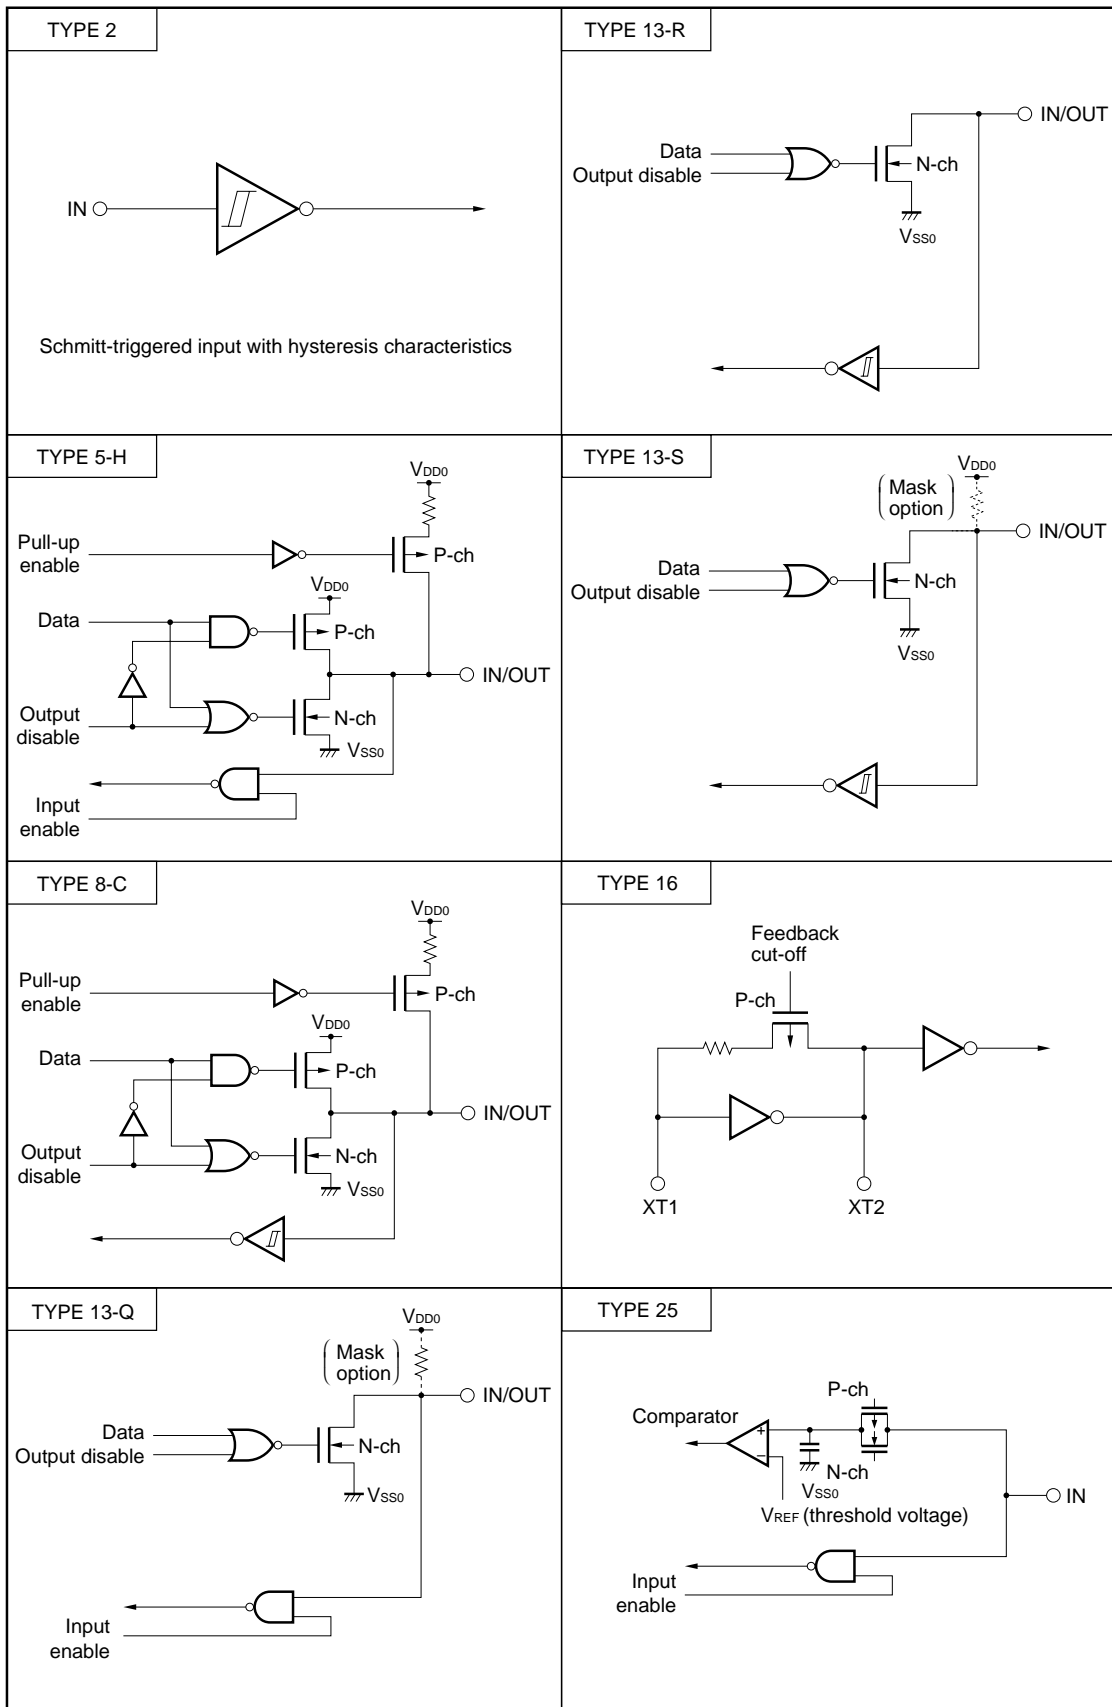 TYPE 2
IN
Schmitt-triggered input with hysteresis characteristics
TYPE 13-R
Data
Output disable
N-ch
VSS0
IN/OUT
TYPE 5-H
VDD0
Pull-up
enable
P-ch
VDD0
Data
P-ch
IN/OUT
Output
disable
N-ch
VSS0
Input
enable
TYPE 13-S
VDD0
(Mask
option)
IN/OUT
Data
Output disable
N-ch
VSS0
TYPE 8-C
VDD0
Pull-up
enable
P-ch
VDD0
Data
P-ch
IN/OUT
Output
disable
N-ch
VSS0
TYPE 16
Feedback
cut-off
P-ch
XT1
XT2
TYPE 13-Q
VDD0
(Mask
option)
IN/OUT
Data
Output disable
N-ch
VSS0
Input
enable
TYPE 25
P-ch
Comparator
+
−
N-ch
VSS0
VREF (threshold voltage)
IN
Input
enable